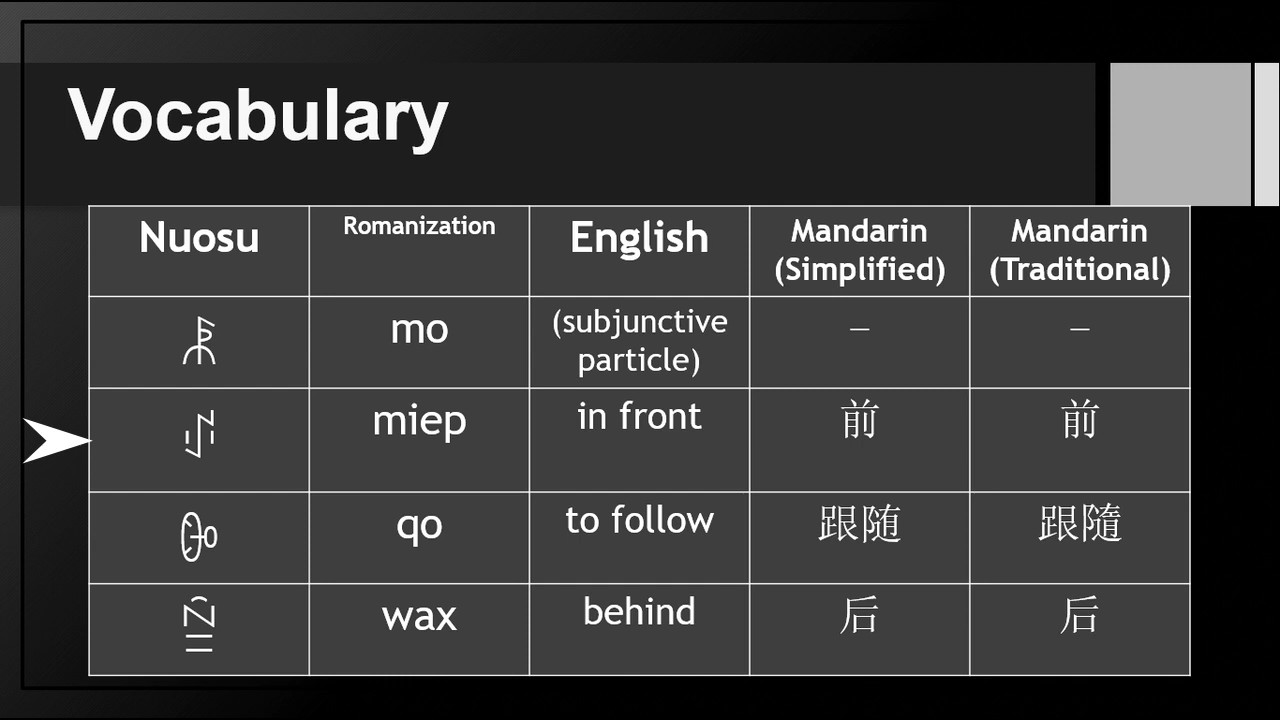 Vocabulary
Nuosu Romanization English Mandarin (Simplified) Mandarin (Traditional)
ꂿ mo (subjunctive particle) – –
ꂴ miep in front 前 前
qo to follow 跟随 跟隨
wax behind 后 后